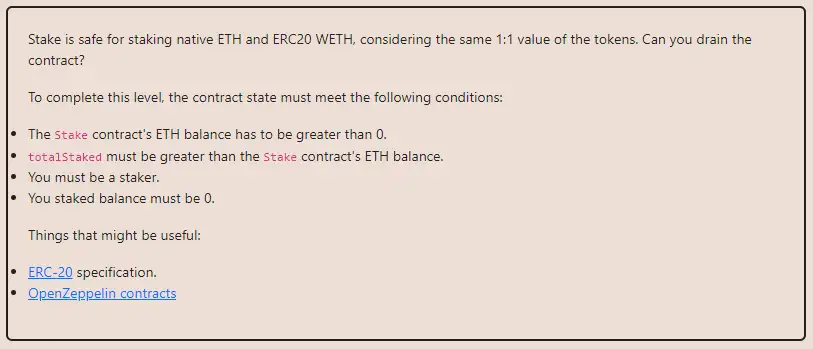 Stake is safe for staking native ETH and ERC20 WETH, considering the same 1:1 value of the tokens. Can you drain the
contract?
To complete this level, the contract state must meet the following conditions:
The Stake contract's ETH balance has to be greater than 0.
totalStaked must be greater than the Stake contract's ETH balance.
You must be a staker.
You staked balance must be 0.
Things that might be useful:
ERC-20 specification.
OpenZeppelin contracts